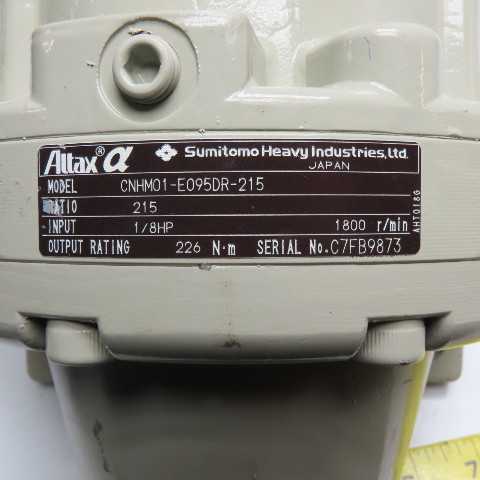 Altax® α Sumitomo Heavy Industries, Ltd.
JAPAN
MODEL CNHM01-E095DR-215
RATIO 215
INPUT 1/8HP 1800 r/min
OUTPUT RATING 226 N·m SERIAL No. C7FB9873
AHT018G
7